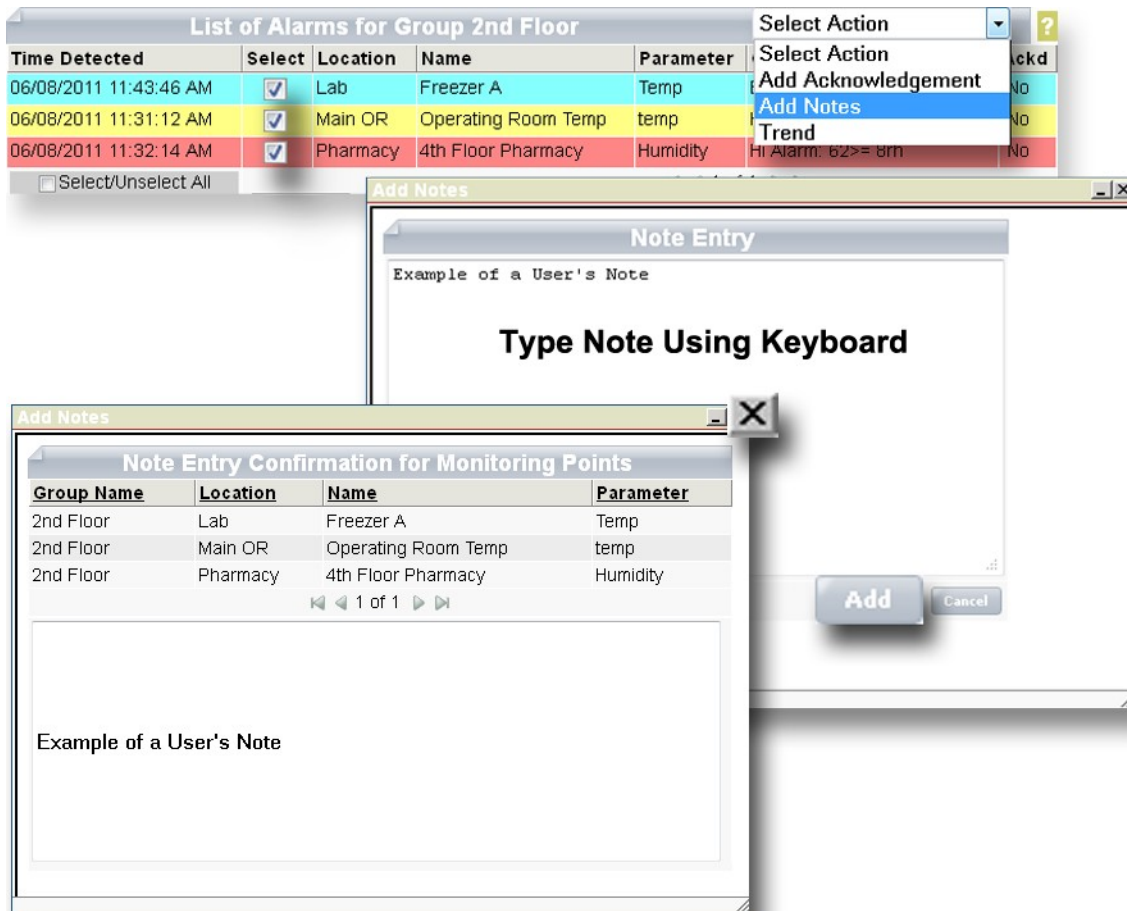 List of Alarms for Group 2nd Floor
Select Action
?
Time Detected Select Location Name Parameter Ackd
Select Action
Add Acknowledgement
Add Notes
Trend
06/08/2011 11:43:46 AM Lab Freezer A Temp No
06/08/2011 11:31:12 AM Main OR Operating Room Temp temp No
06/08/2011 11:32:14 AM Pharmacy 4th Floor Pharmacy Humidity Hi Alarm: 62>= 8rh No
Select/Unselect All
Add Notes
Note Entry
Example of a User's Note
Type Note Using Keyboard
Add Cancel
Add Notes
Note Entry Confirmation for Monitoring Points
Group Name Location Name Parameter
2nd Floor Lab Freezer A Temp
2nd Floor Main OR Operating Room Temp temp
2nd Floor Pharmacy 4th Floor Pharmacy Humidity
1 of 1
Example of a User's Note